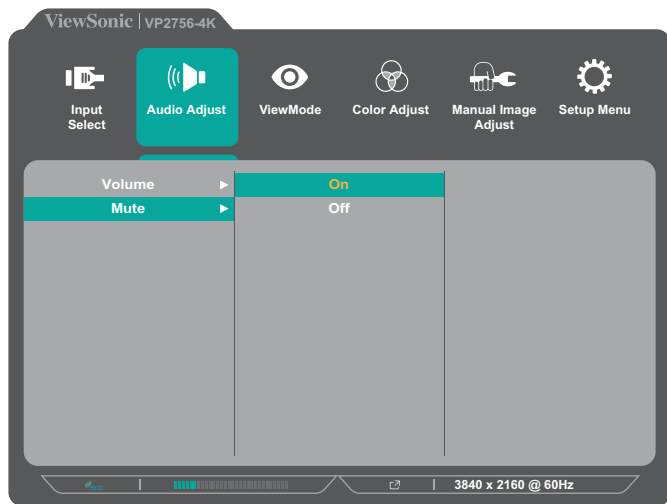 ViewSonic | VP2756-4K
Input Select
Audio Adjust
ViewMode
Color Adjust
Manual Image Adjust
Setup Menu
Volume
On
Mute
Off
3840 x 2160 @ 60Hz